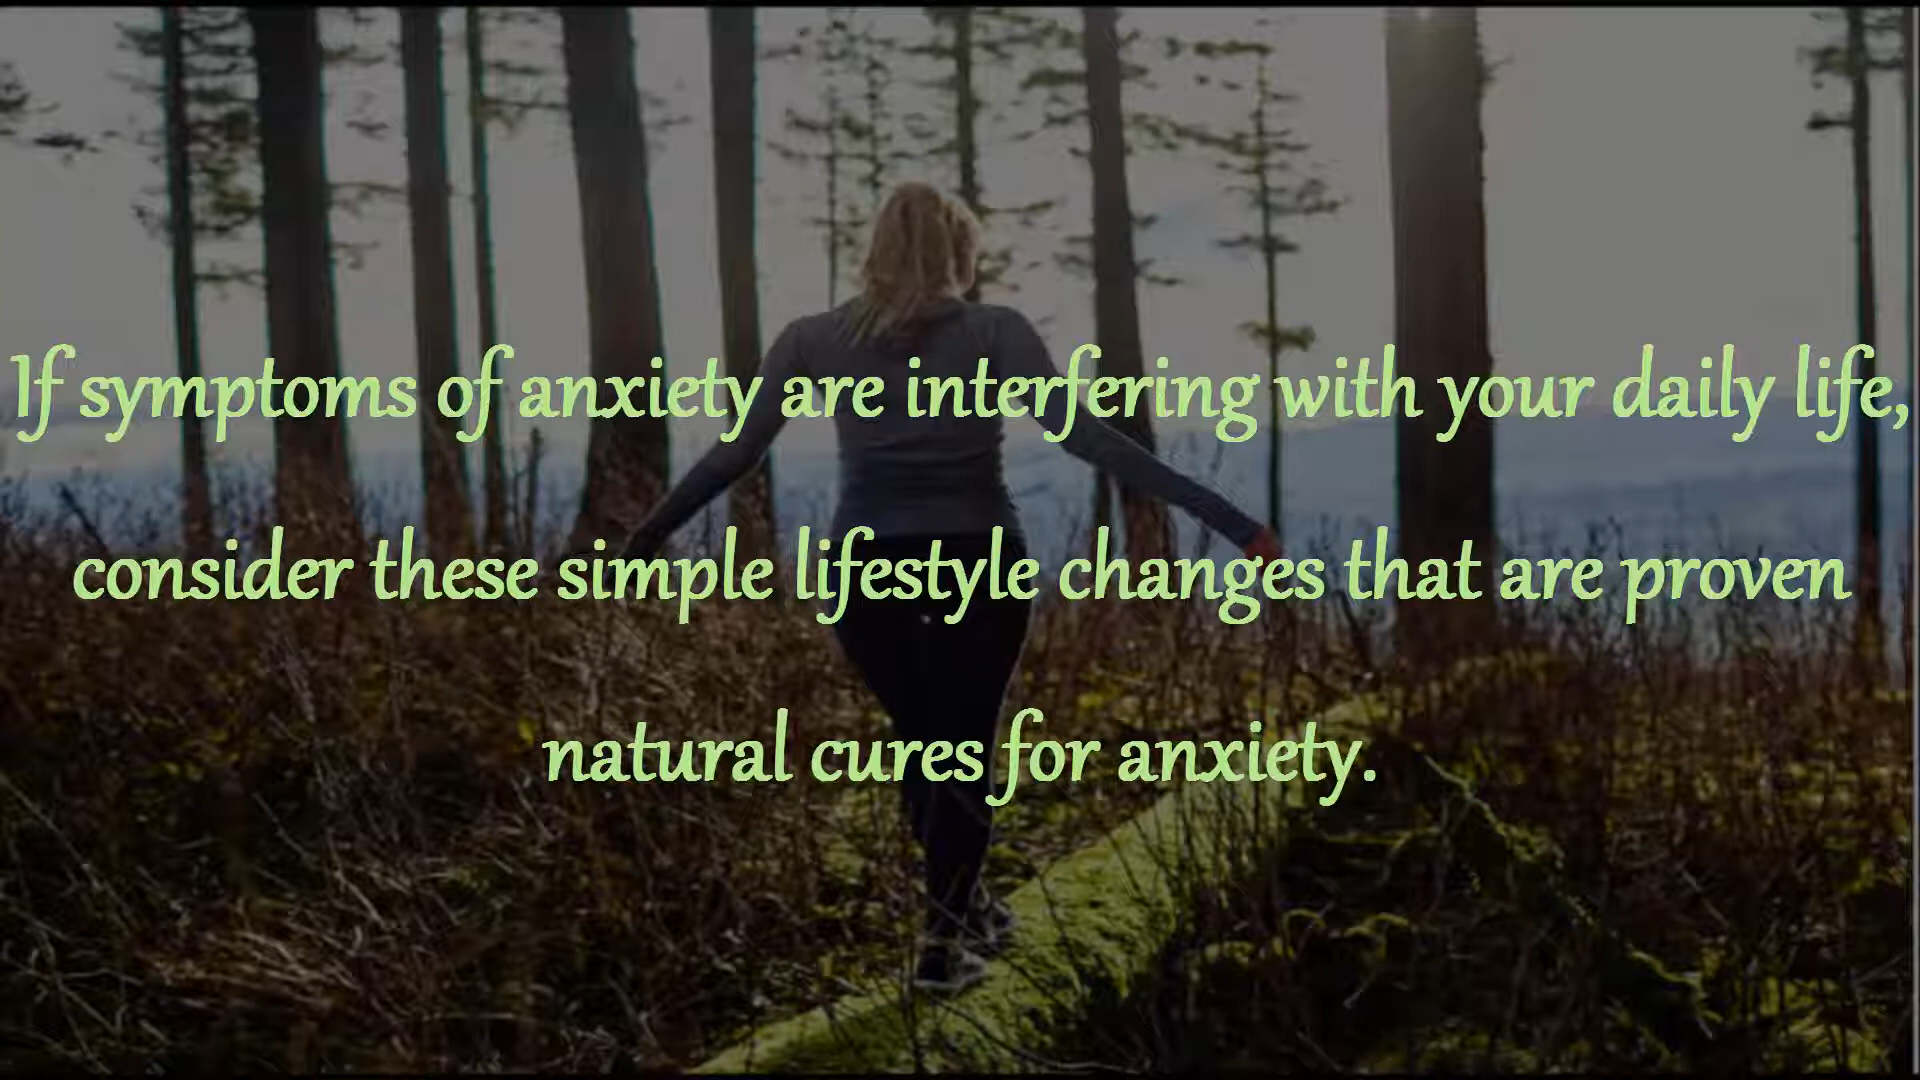 If symptoms of anxiety are interfering with your daily life,
consider these simple lifestyle changes that are proven
natural cures for anxiety.